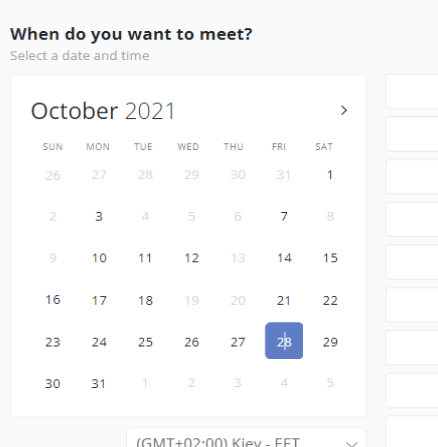 When do you want to meet?
Select a date and time
October 2021 >
SUN MON TUE WED THU FRI SAT
26 27 28 29 30 31 1
2 3 4 5 6 7 8
9 10 11 12 13 14 15
16 17 18 19 20 21 22
23 24 25 26 27 28 29
30 31 1 2 3 4 5
(GMT+02:00) Kiev - EET